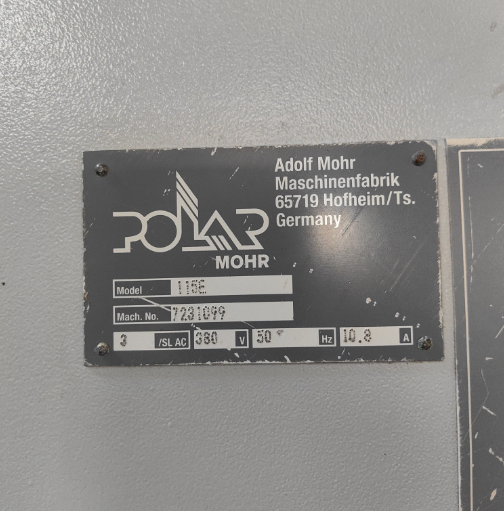 Adolf Mohr
Maschinenfabrik
65719 Hofheim/Ts.
Germany
POLAR
MOHR
Model 115E
Mach. No. 7231099
3 /SL AC 380 V 50 Hz 10.8 A